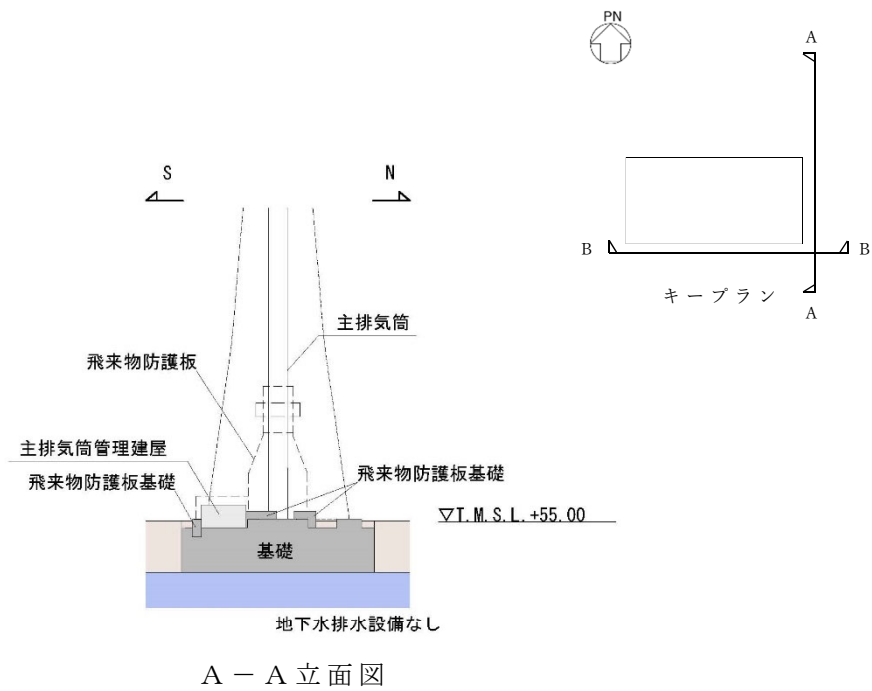 PN
A
S
N
B
B
キープラン
A
主排気筒
飛来物防護板
主排気筒管理建屋
飛来物防護板基礎
飛来物防護板基礎
▽T.M.S.L.+55.00
基礎
地下水排水設備なし
A－A立面図